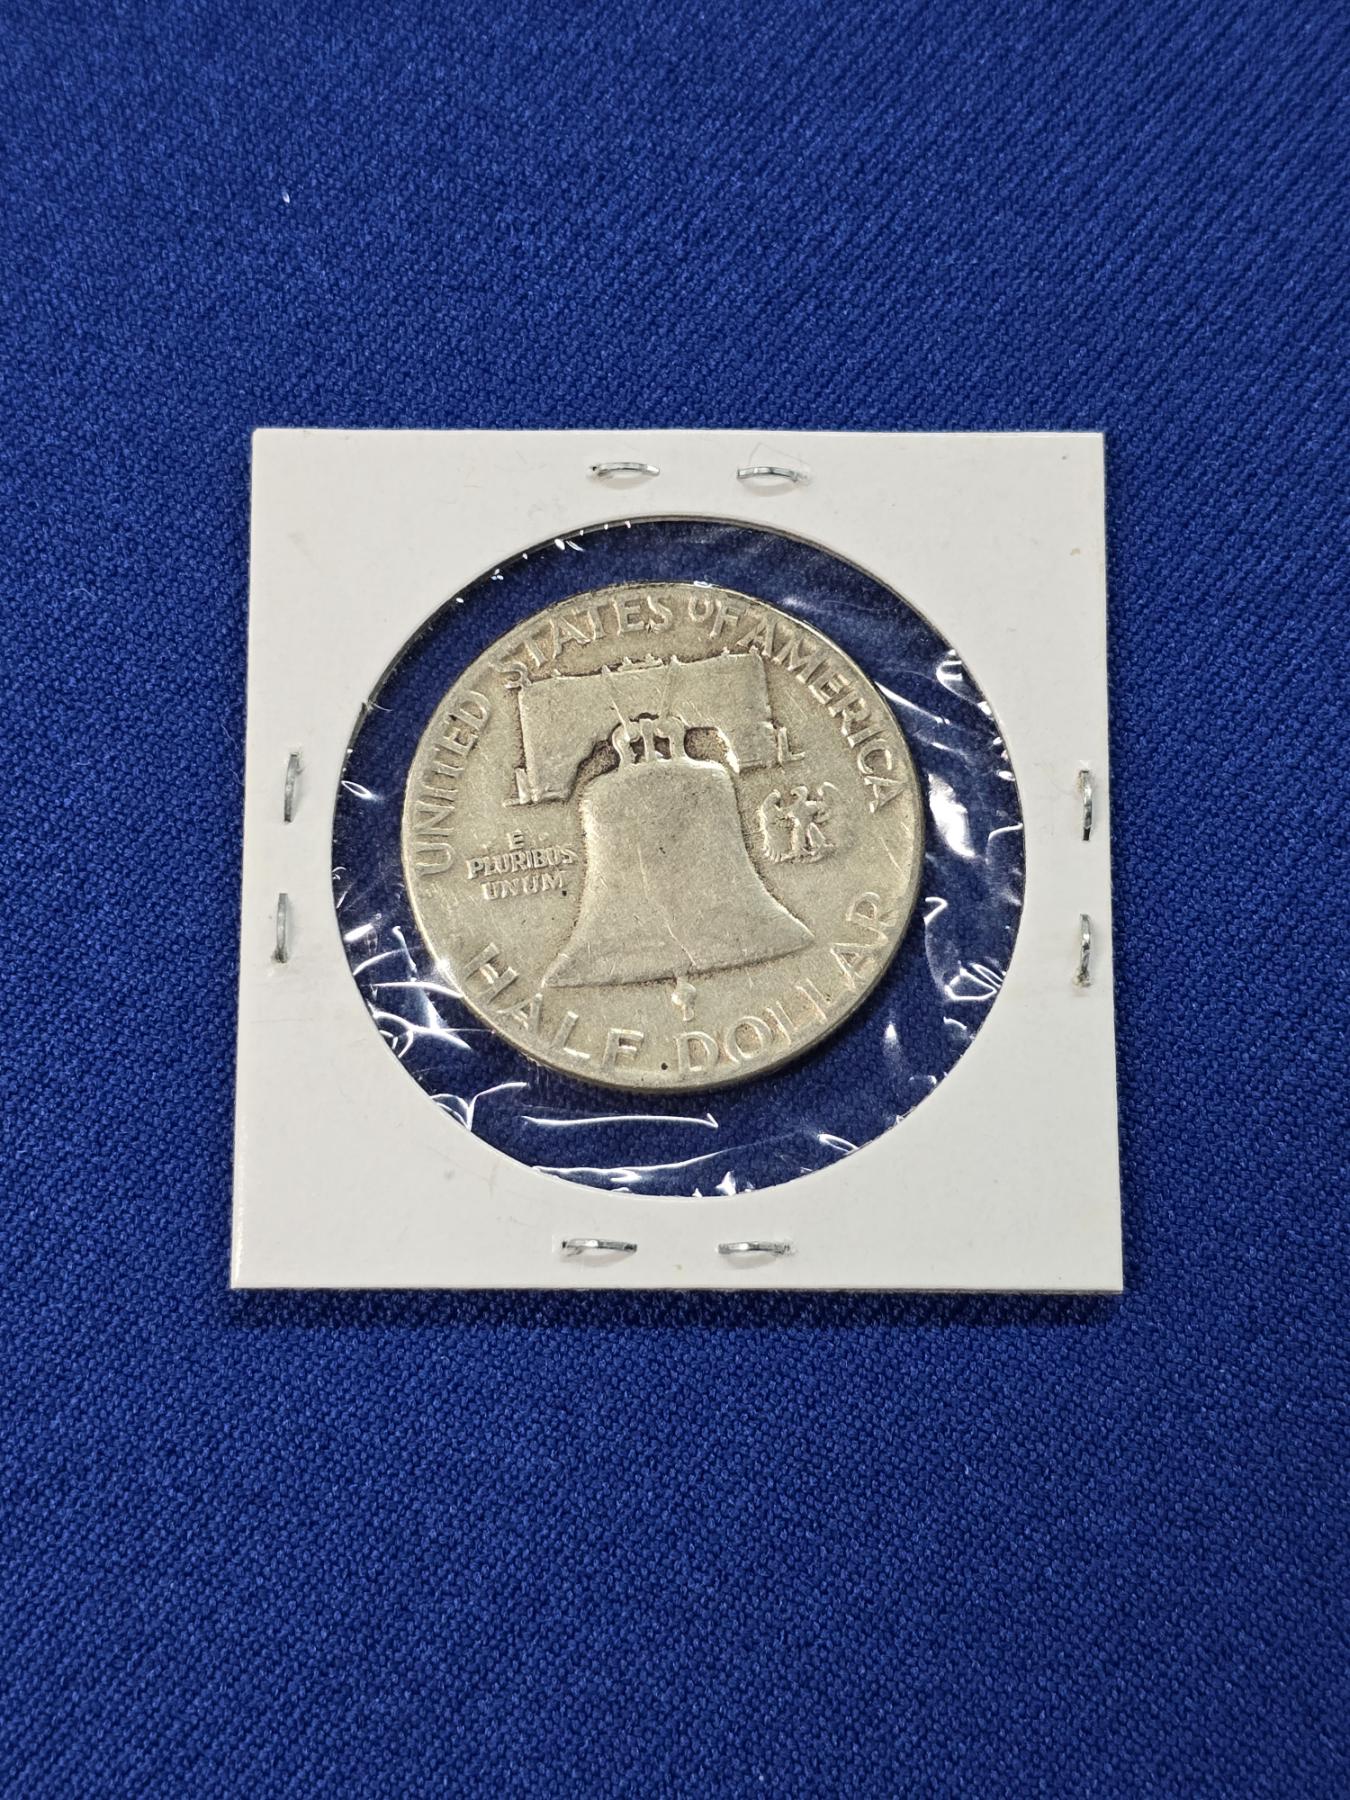 UNITED STATES OF AMERICA
E
PLURIBUS
UNUM
HALF DOLLAR